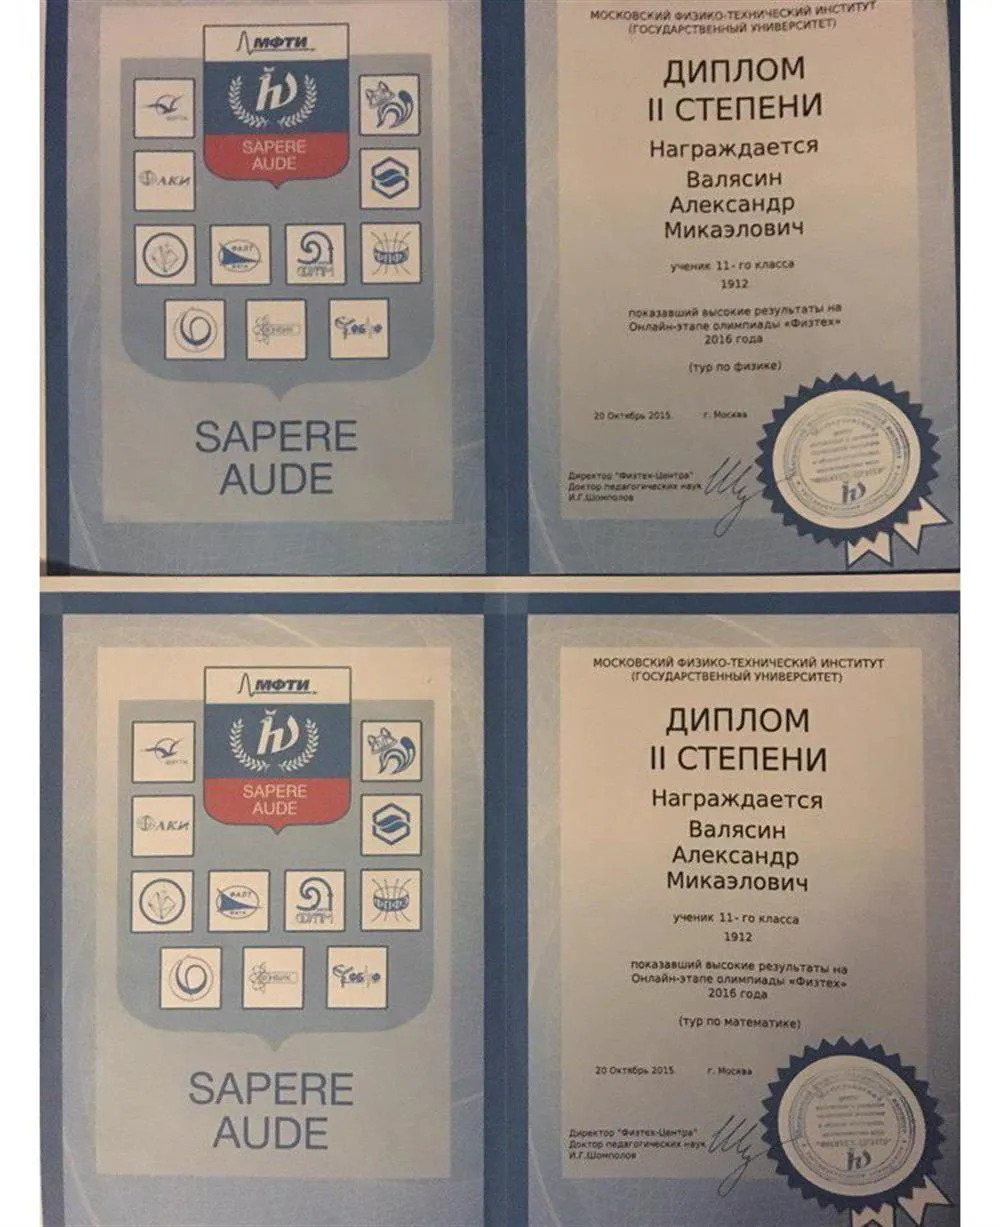 МФТИ
SAPERE
AUDE
АКИ
ФАЛТ
SAPERE
AUDE
МОСКОВСКИЙ ФИЗИКО-ТЕХНИЧЕСКИЙ ИНСТИТУТ
(ГОСУДАРСТВЕННЫЙ УНИВЕРСИТЕТ)
ДИПЛОМ
II СТЕПЕНИ
Награждается
Валясин
Александр
Микаэлович
ученик 11- го класса
1912
показавший высокие результаты на
Онлайн-этапе олимпиады «Физтех»
2016 года
(тур по физике)
20 Октябрь 2015. г. Москва
Директор "Физтех-Центра"
Доктор педагогических наук
И.Г.Шомполов
МФТИ
SAPERE
AUDE
АКИ
ФАЛТ
SAPERE
AUDE
МОСКОВСКИЙ ФИЗИКО-ТЕХНИЧЕСКИЙ ИНСТИТУТ
(ГОСУДАРСТВЕННЫЙ УНИВЕРСИТЕТ)
ДИПЛОМ
II СТЕПЕНИ
Награждается
Валясин
Александр
Микаэлович
ученик 11- го класса
1912
показавший высокие результаты на
Онлайн-этапе олимпиады «Физтех»
2016 года
(тур по математике)
20 Октябрь 2015. г. Москва
Директор "Физтех-Центра"
Доктор педагогических наук
И.Г.Шомполов
"ФИЗТЕХ-ЦЕНТР"